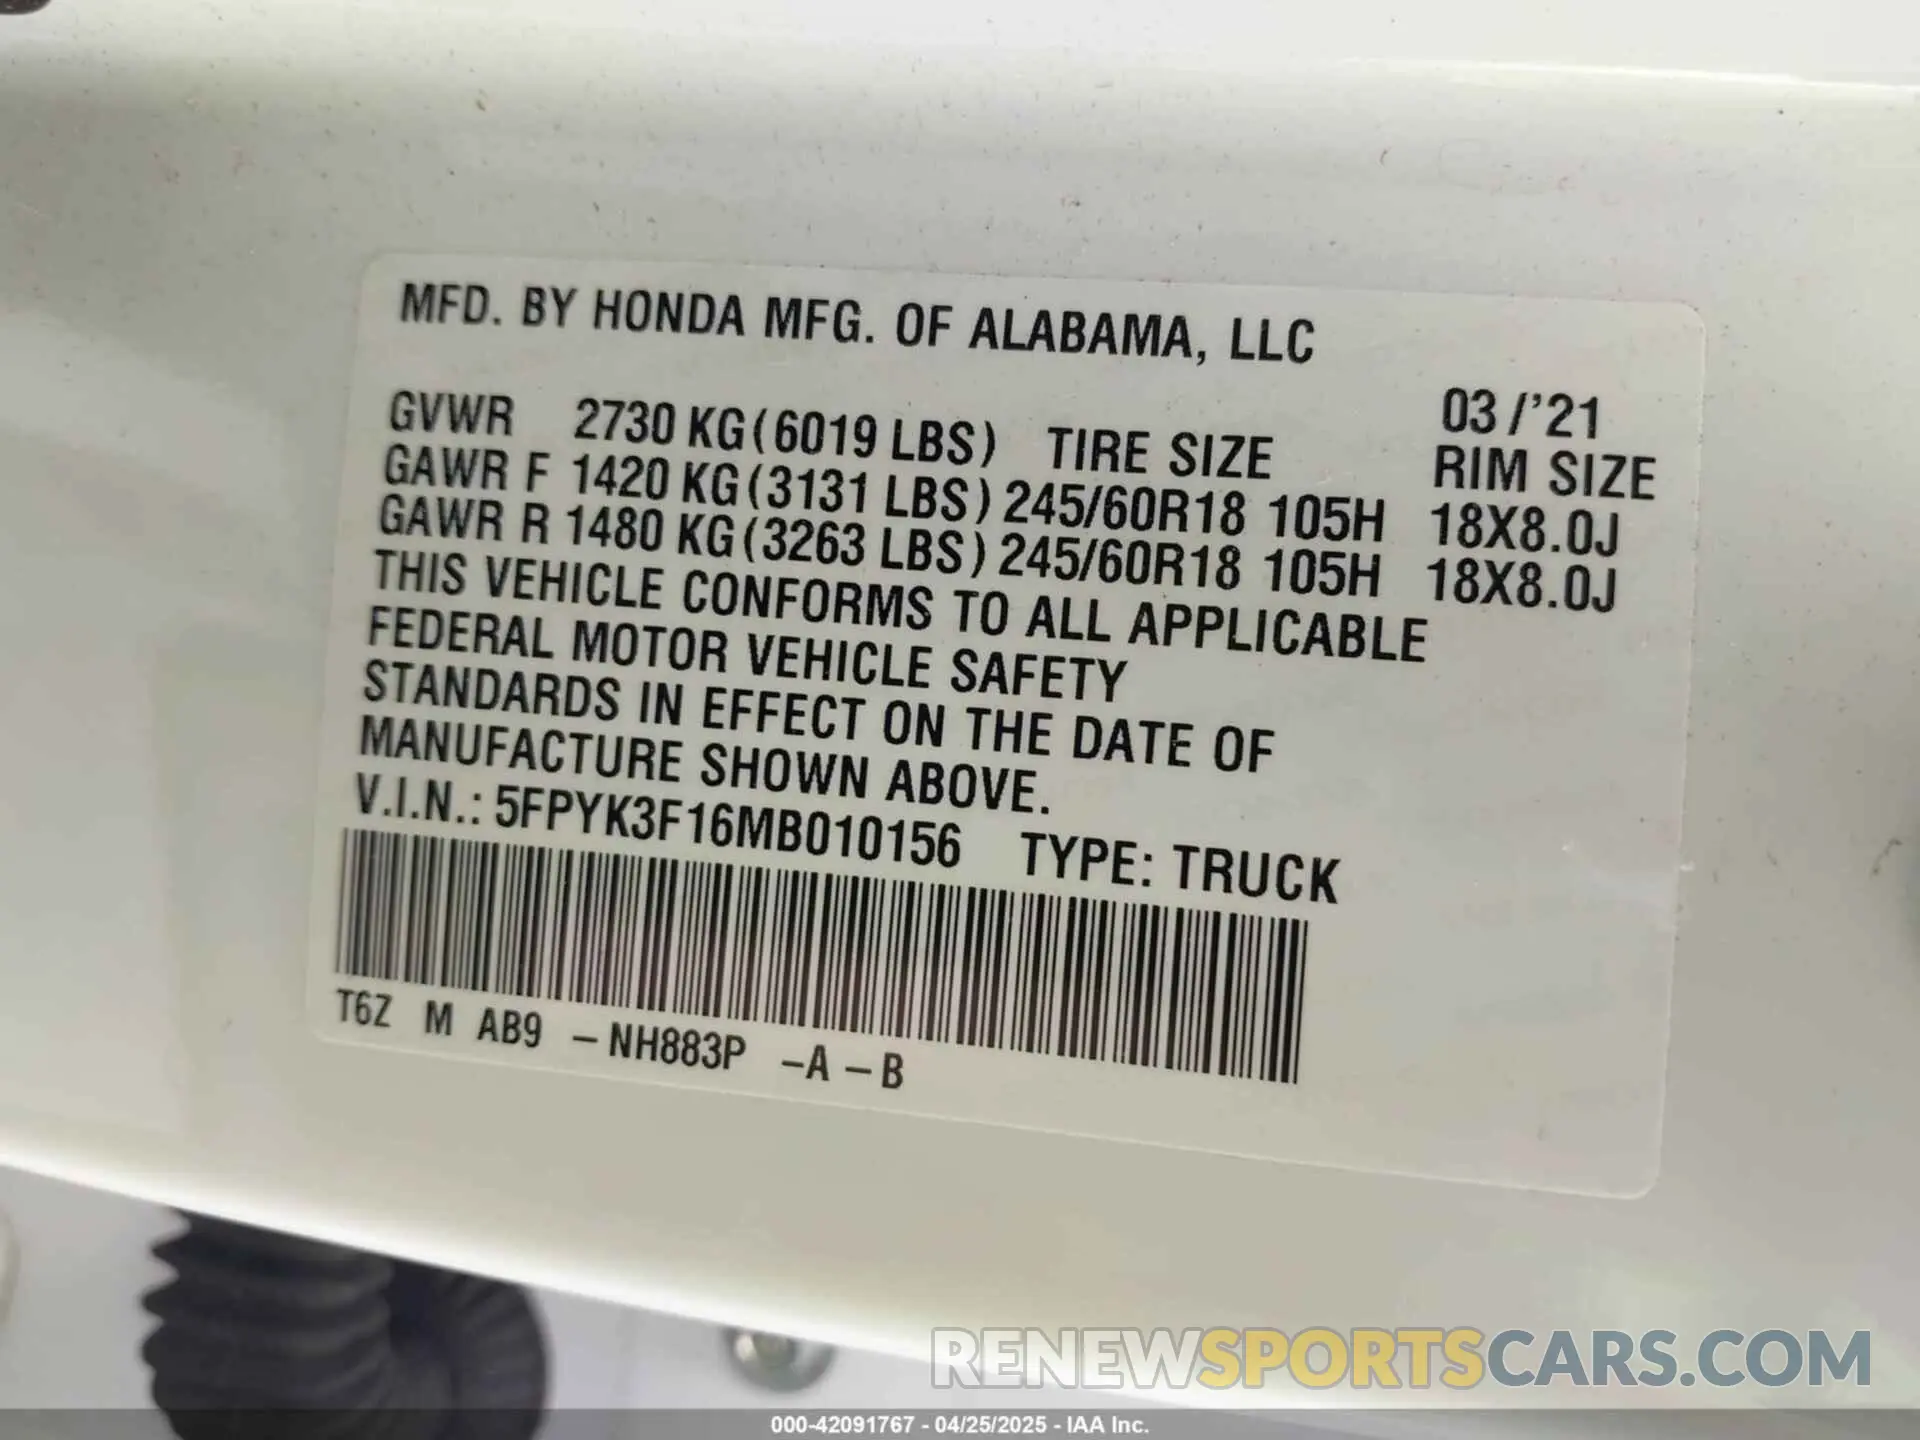 MFD. BY HONDA MFG. OF ALABAMA, LLC
03/'21
GVWR 2730 KG(6019 LBS) TIRE SIZE RIM SIZE
GAWR F 1420 KG(3131 LBS) 245/60R18 105H 18X8.0J
GAWR R 1480 KG(3263 LBS) 245/60R18 105H 18X8.0J
THIS VEHICLE CONFORMS TO ALL APPLICABLE
FEDERAL MOTOR VEHICLE SAFETY
STANDARDS IN EFFECT ON THE DATE OF
MANUFACTURE SHOWN ABOVE.
V.I.N.: 5FPYK3F16MB010156 TYPE: TRUCK
T6Z M AB9 -NH883P -A-B
RENEWSPORTSCARS.COM
000-42091767 - 04/25/2025 - IAA Inc.